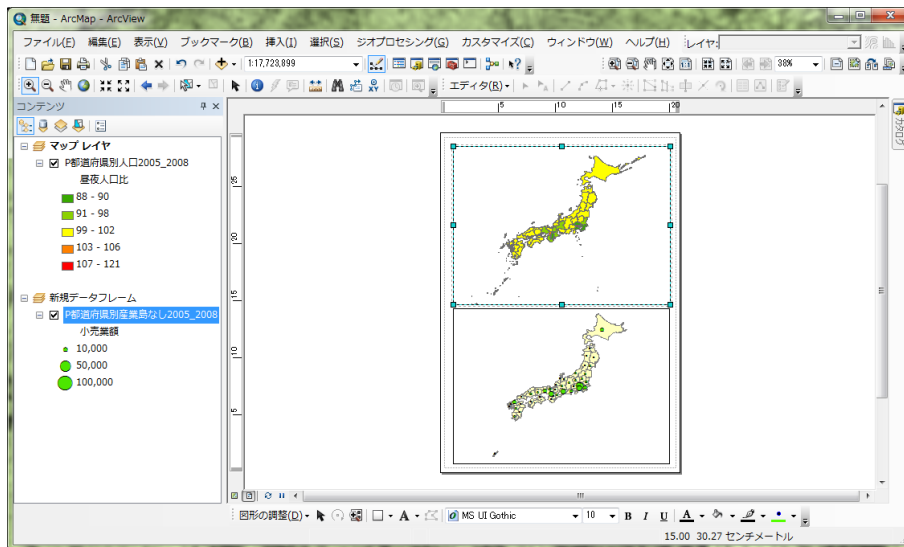 無題 - ArcMap - ArcView
ファイル(F) 編集(E) 表示(V) ブックマーク(B) 挿入(I) 選択(S) ジオプロセシング(G) カスタマイズ(C) ウィンドウ(W) ヘルプ(H) レイヤ:
1:17,723,899 38%
エディタ(R)
コンテンツ
マップ レイヤ
P都道府県別人口2005_2008
昼夜人口比
88 - 90
91 - 98
99 - 102
103 - 106
107 - 121
新規データフレーム
P都道府県別産業島なし2005_2008
小売業額
10,000
50,000
100,000
5 10 15 20
25
20
15
10
5
カタログ
図形の調整(D) A MS UI Gothic 10 B I U A
15.00 30.27 センチメートル